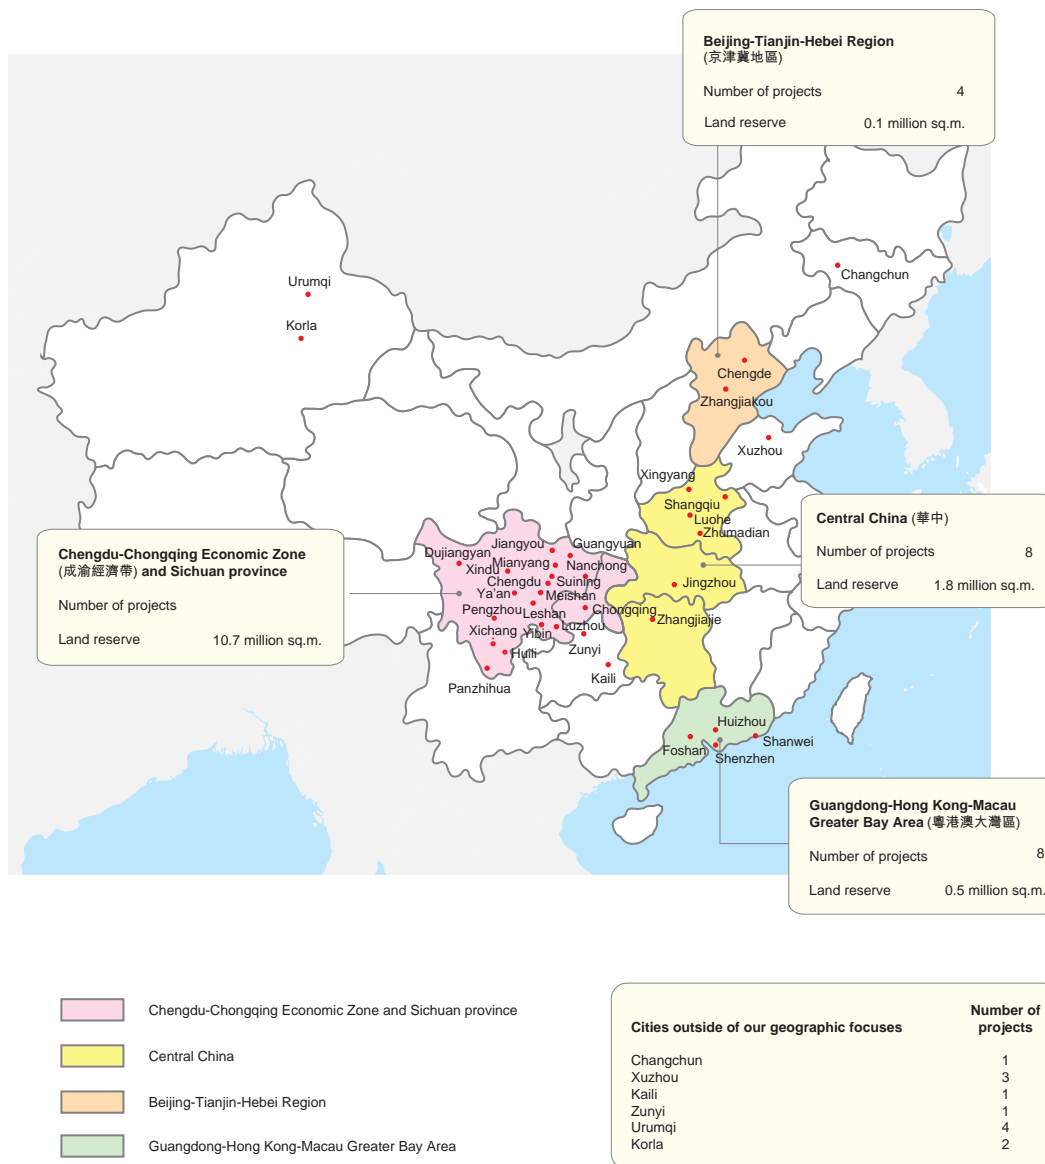 Beijing-Tianjin-Hebei Region
(京津冀地區)
Number of projects 4
Land reserve 0.1 million sq.m.
Changchun
Urumqi
Korla
Chengde
Zhangjiakou
Xuzhou
Xingyang
Shangqiu
Luohe
Zhumadian
Central China (華中)
Number of projects 8
Land reserve 1.8 million sq.m.
Chengdu-Chongqing Economic Zone
(成渝經濟帶) and Sichuan province
Number of projects
Land reserve 10.7 million sq.m.
Jiangyou
Guangyuan
Dujiangyan
Mianyang
Nanchong
Xindu
Chengdu
Suining
Ya'an
Meishan
Jingzhou
Pengzhou
Leshan
Chongqing
Zhangjiajie
Xichang
Yibin
Luzhou
Huili
Zunyi
Panzhihua
Kaili
Huizhou
Foshan
Shanwei
Shenzhen
Guangdong-Hong Kong-Macau
Greater Bay Area (粵港澳大灣區)
Number of projects 8
Land reserve 0.5 million sq.m.
Chengdu-Chongqing Economic Zone and Sichuan province
Central China
Beijing-Tianjin-Hebei Region
Guangdong-Hong Kong-Macau Greater Bay Area
Number of
Cities outside of our geographic focuses projects
Changchun 1
Xuzhou 3
Kaili 1
Zunyi 1
Urumqi 4
Korla 2